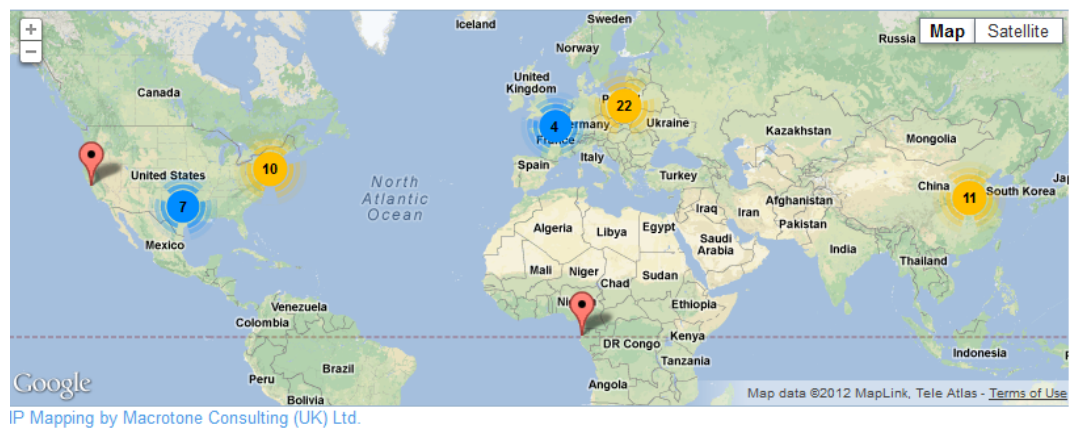 +
−
Map
Satellite
Iceland
Sweden
Russia
Norway
United
Kingdom
Canada
22
4
Ukraine
France
Kazakhstan
Mongolia
10
United States
Spain
Italy
Turkey
China
11
South Korea
North
Atlantic
Ocean
7
Afghanistan
Iraq
Iran
Pakistan
Mexico
Algeria
Libya
Egypt
Saudi
Arabia
India
Thailand
Mali
Niger
Chad
Sudan
Ethiopia
Venezuela
Colombia
DR Congo
Kenya
Tanzania
Indonesia
Peru
Brazil
Bolivia
Angola
Google
Map data ©2012 MapLink, Tele Atlas - Terms of Use
IP Mapping by Macrotone Consulting (UK) Ltd.